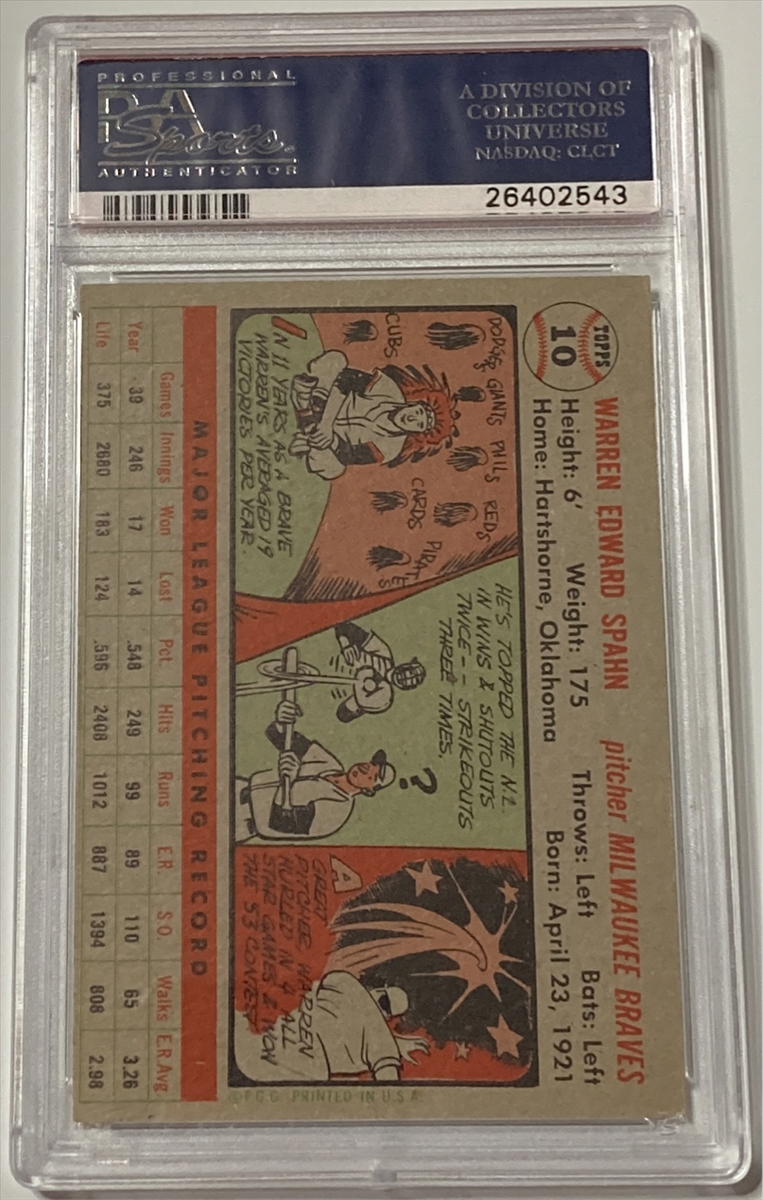 PROFESSIONAL
PSA
Sports
AUTHENTICATOR
A DIVISION OF
COLLECTORS
UNIVERSE
NASDAQ: CLCT
26402543
TOPPS
10
WARREN EDWARD SPAHN pitcher MILWAUKEE BRAVES
Height: 6' Weight: 175 Throws: Left Bats: Left
Home: Hartshorne, Oklahoma Born: April 23, 1921
DODGERS GIANTS PHILS REDS
CUBS CARDS PIRATES
IN 11 YEARS AS A BRAVE
WARREN'S AVERAGED 19
VICTORIES PER YEAR.
HE'S TOPPED THE N.L.
IN WINS & SHUTOUTS
TWICE -- STRIKEOUTS
THREE TIMES.
?
A
GREAT
PITCHER, WARREN
HURLED IN 4 ALL
STAR GAMES & WON
THE '53 CONTEST
MAJOR LEAGUE PITCHING RECORD
Games Innings Won Lost Pct. Hits Runs E.R. S.O. Walks E.R.Avg
Year 39 246 17 14 .548 249 99 89 110 65 3.26
Life 375 2680 183 124 .596 2408 1012 887 1394 808 2.98
©T.C.G. PRINTED IN U.S.A.